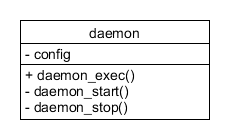 daemon
- config
+ daemon_exec()
- daemon_start()
- daemon_stop()